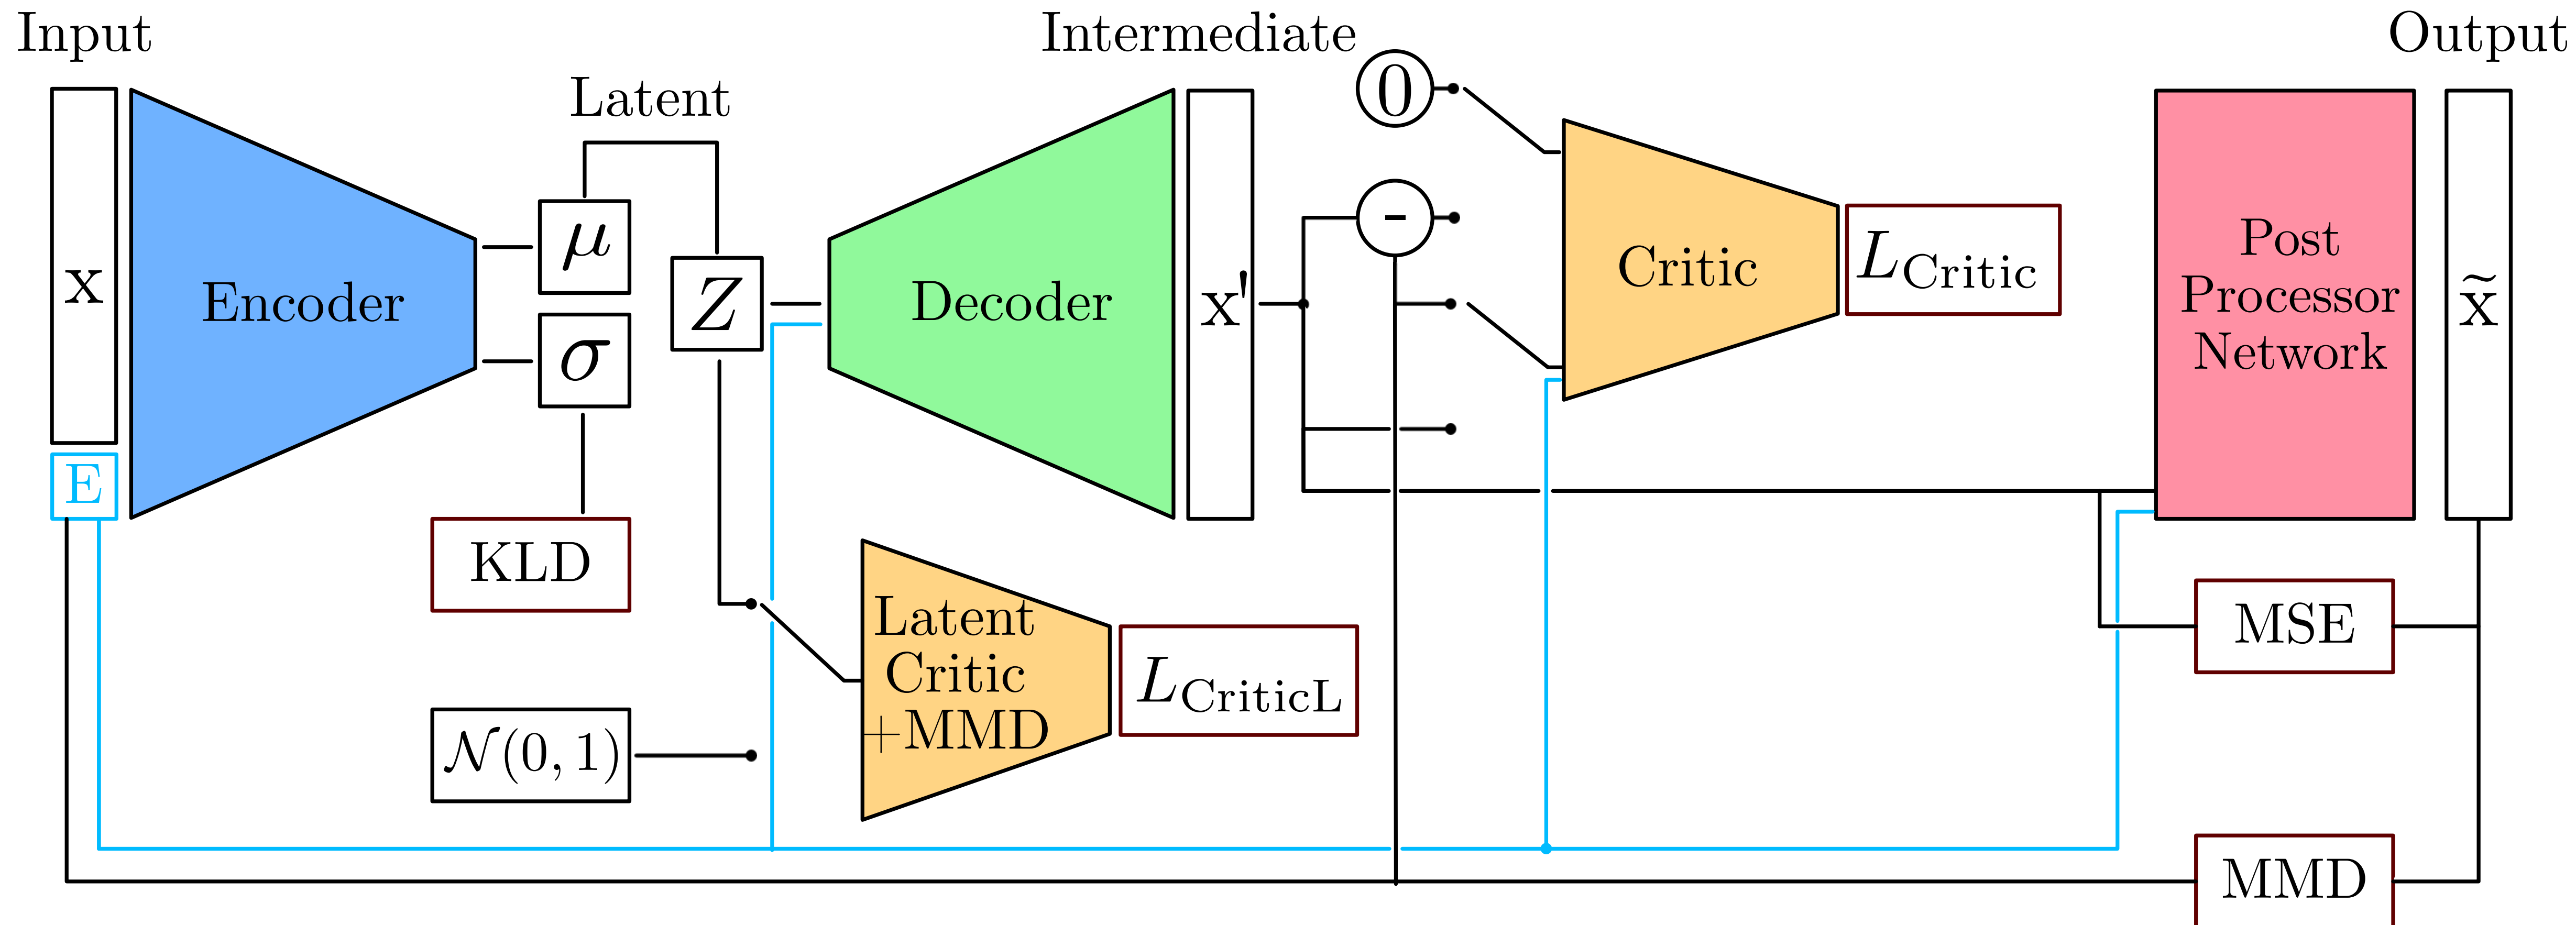 Input
Latent
Intermediate
Output
x
E
Encoder
μ
σ
KLD
𝒩(0, 1)
Z
Decoder
x'
0
-
Critic
L_Critic
Latent
Critic
+MMD
L_CriticL
Post
Processor
Network
x̃
MSE
MMD